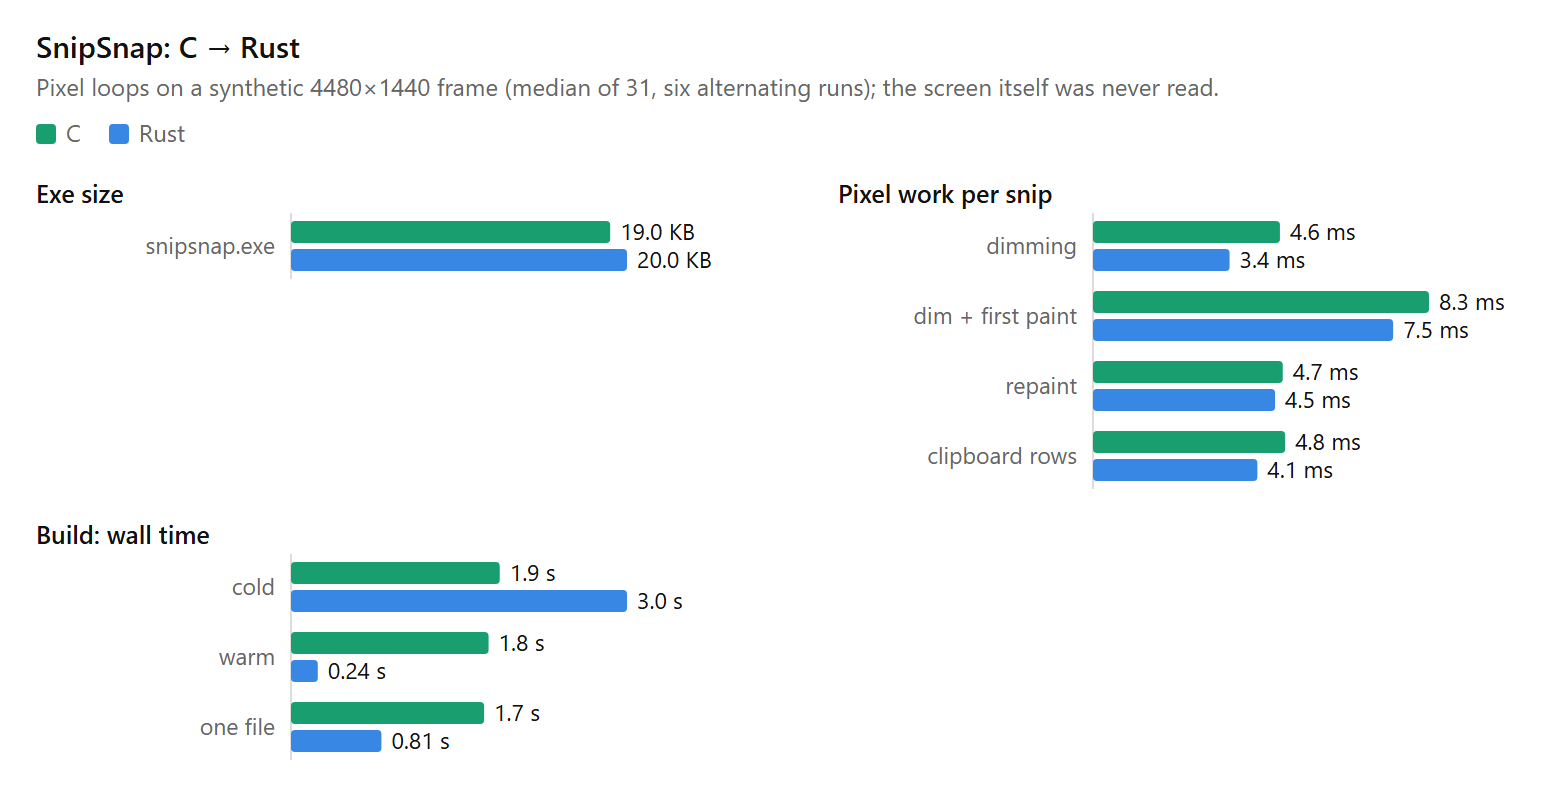 SnipSnap: C → Rust
Pixel loops on a synthetic 4480×1440 frame (median of 31, six alternating runs); the screen itself was never read.
C Rust
Exe size
snipsnap.exe
19.0 KB
20.0 KB
Pixel work per snip
dimming
4.6 ms
3.4 ms
dim + first paint
8.3 ms
7.5 ms
repaint
4.7 ms
4.5 ms
clipboard rows
4.8 ms
4.1 ms
Build: wall time
cold
1.9 s
3.0 s
warm
1.8 s
0.24 s
one file
1.7 s
0.81 s